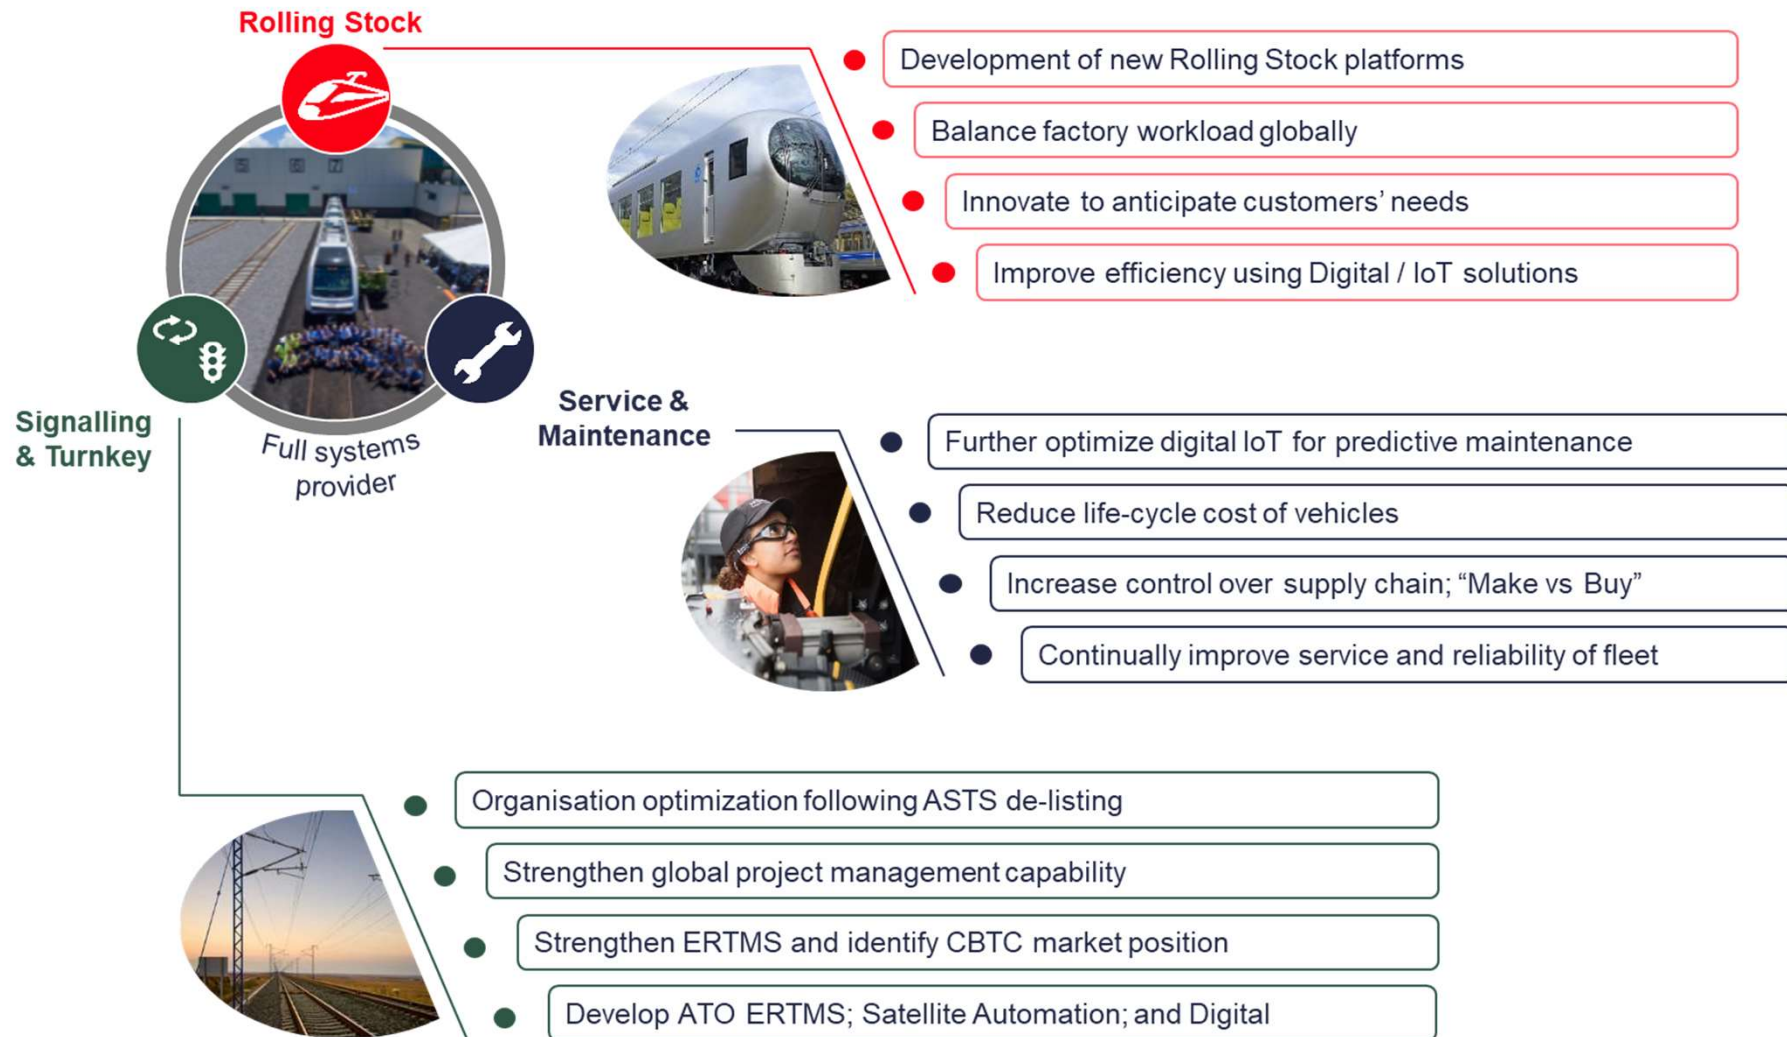 Rolling Stock
Development of new Rolling Stock platforms
Balance factory workload globally
Innovate to anticipate customers’ needs
Improve efficiency using Digital / IoT solutions
5 6 7
Signalling
& Turnkey
Full systems
provider
Service &
Maintenance
Further optimize digital IoT for predictive maintenance
Reduce life-cycle cost of vehicles
Increase control over supply chain; “Make vs Buy”
Continually improve service and reliability of fleet
Organisation optimization following ASTS de-listing
Strengthen global project management capability
Strengthen ERTMS and identify CBTC market position
Develop ATO ERTMS; Satellite Automation; and Digital